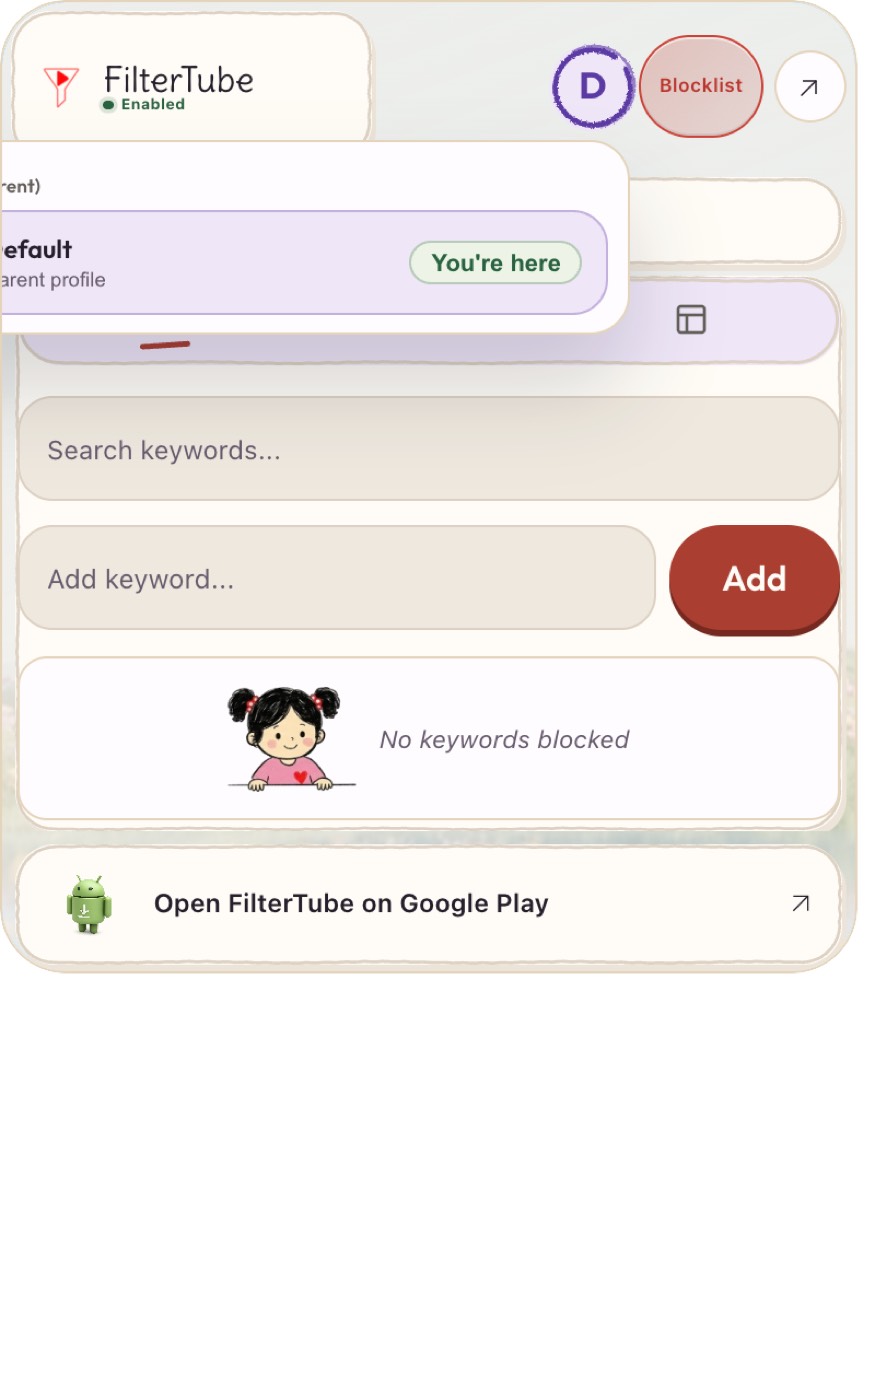 FilterTube
Enabled
D
Blocklist
rent)
efault
You're here
arent profile
Search keywords...
Add keyword...
Add
No keywords blocked
Open FilterTube on Google Play